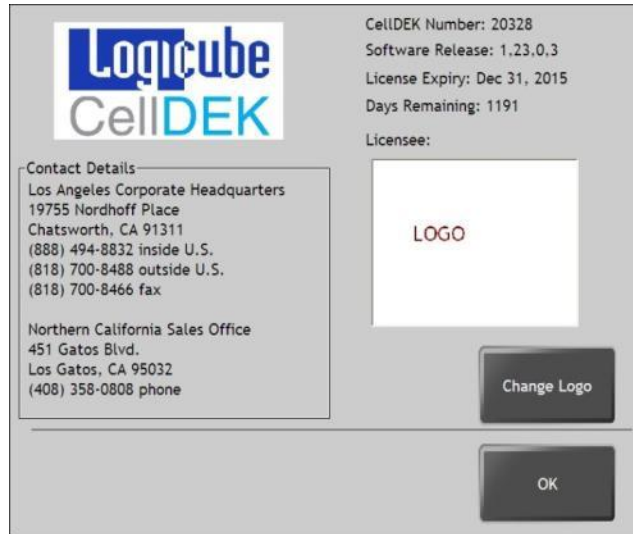 Logicube
CellDEK
CellDEK Number: 20328
Software Release: 1,23,0,3
License Expiry: Dec 31, 2015
Days Remaining: 1191
Licensee:
LOGO
Contact Details
Los Angeles Corporate Headquarters
19755 Nordhoff Place
Chatsworth, CA 91311
(888) 494-8832 inside U.S.
(818) 700-8488 outside U.S.
(818) 700-8466 fax
Northern California Sales Office
451 Gatos Blvd.
Los Gatos, CA 95032
(408) 358-0808 phone
Change Logo
OK